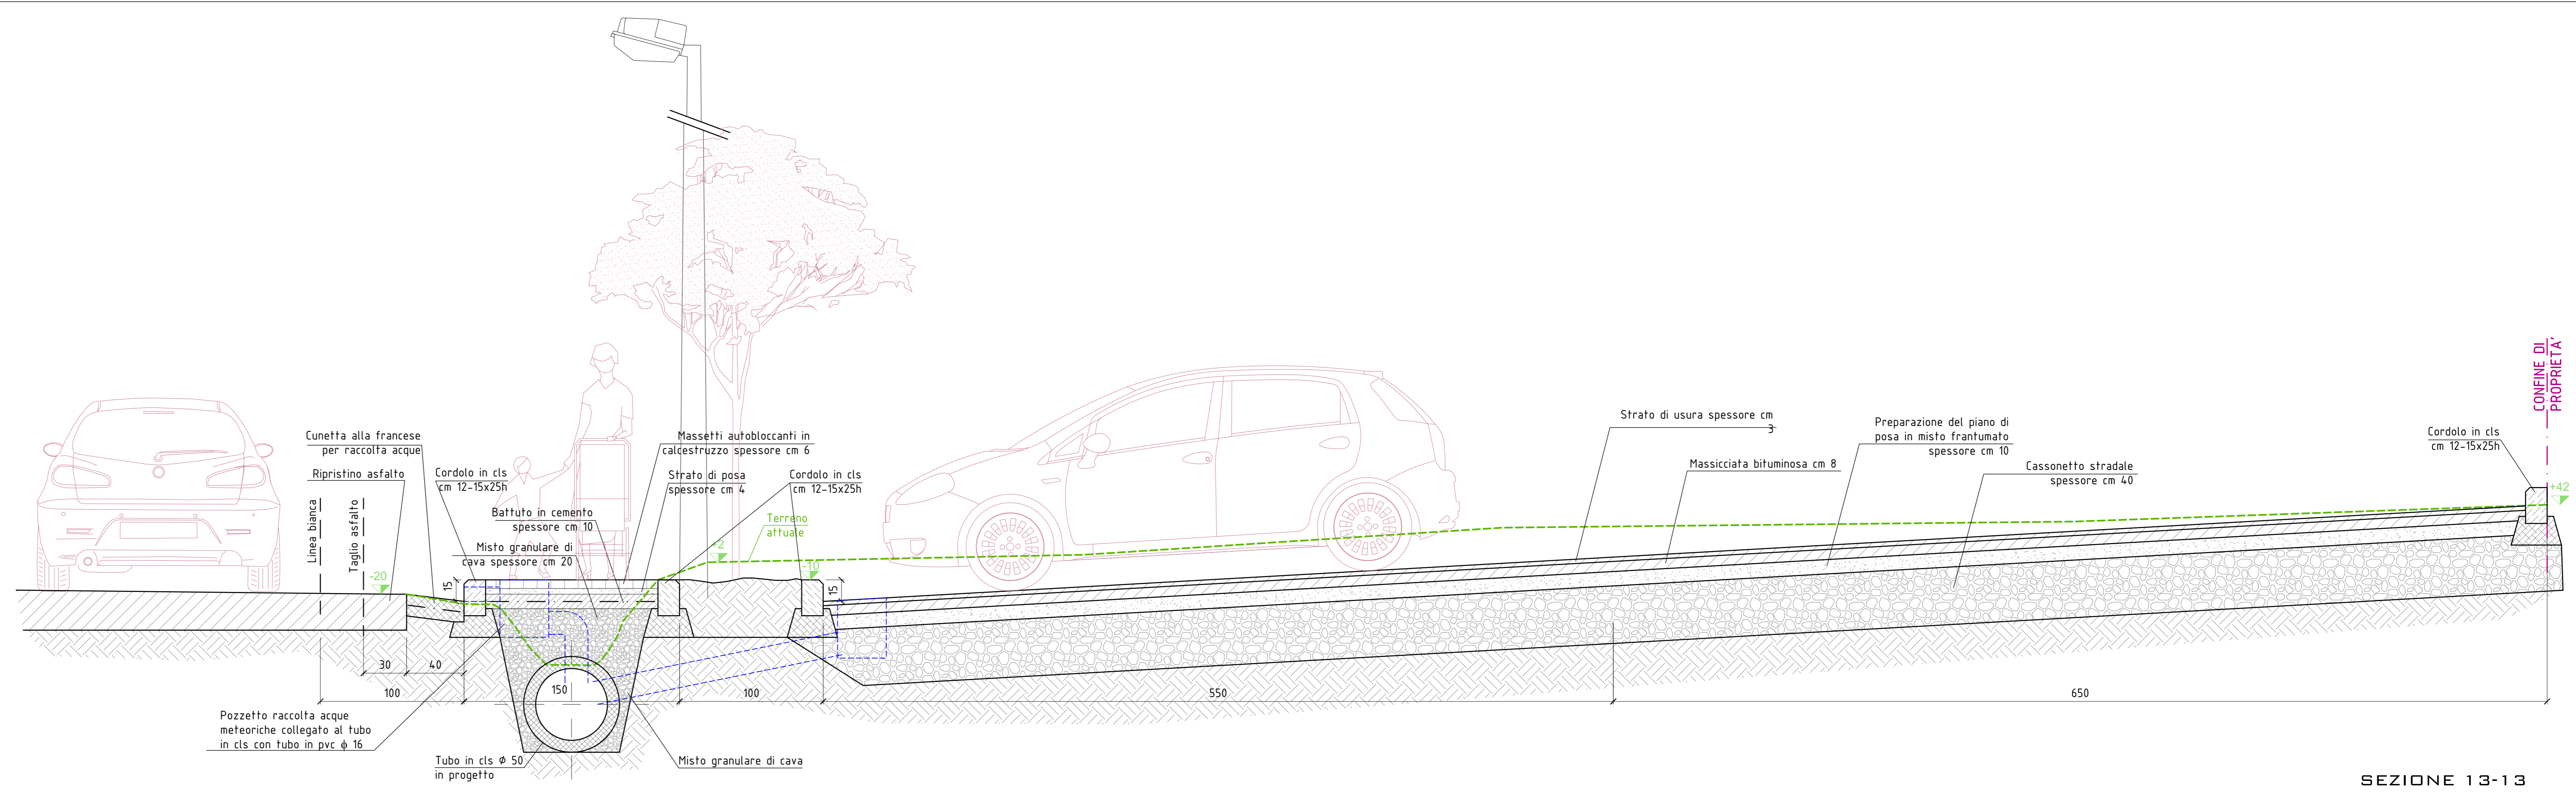 Cunetta alla francese
per raccolta acque
Ripristino asfalto
Linea bianca
Taglio asfalto
Cordolo in cls
cm 12-15x25h
Battuto in cemento
spessore cm 10
Misto granulare di
cava spessore cm 20
Massetti autobloccanti in
calcestruzzo spessore cm 6
Strato di posa
spessore cm 4
Cordolo in cls
cm 12-15x25h
Terreno
attuale
-20
+2
-10
15
15
Strato di usura spessore cm
3
Massicciata bituminosa cm 8
Preparazione del piano di
posa in misto frantumato
spessore cm 10
Cassonetto stradale
spessore cm 40
Cordolo in cls
cm 12-15x25h
CONFINE DI
PROPRIETA'
+42
30
40
100
150
100
550
650
Pozzetto raccolta acque
meteoriche collegato al tubo
in cls con tubo in pvc ϕ 16
Tubo in cls Ø 50
in progetto
Misto granulare di cava
SEZIONE 13-13